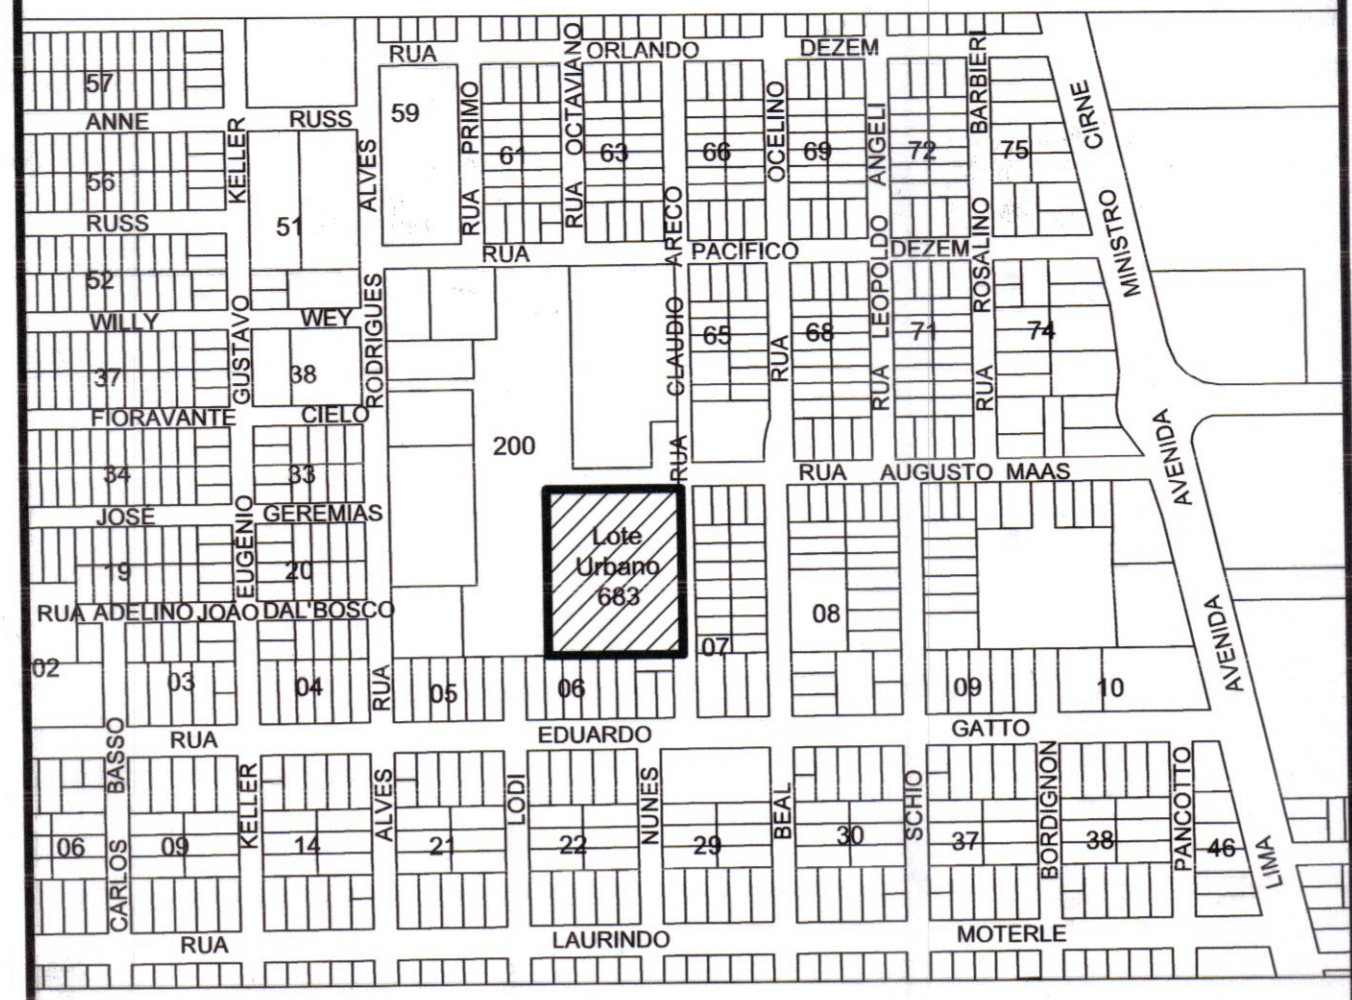 RUA ORLANDO DEZEM
57
59
ANNE RUSS
61
63
66
69
72
75
56
RUSS
51
RUA PACIFICO DEZEM
52
WILLY WEY
65
68
71
74
37
38
FIORAVANTE CIELO
200
34
33
RUA AUGUSTO MAAS
JOSÉ GEREMIAS
19
20
Lote
Urbano
683
RUA ADELINO JOÃO DAL'BOSCO
08
07
02
03
04
05
06
09
10
RUA EDUARDO GATTO
06
09
14
21
22
29
30
37
38
46
RUA LAURINDO MOTERLE
CARLOS BASSO
EUGÊNIO GUSTAVO KELLER
KELLER
RUA RODRIGUES ALVES
ALVES
RUA PRIMO
LODI
RUA OCTAVIANO
NUNES
RUA CLAUDIO ARECO
RUA OCELINO
BEAL
RUA LEOPOLDO ANGELI
SCHIO
RUA ROSALINO BARBIERI
BORDIGNON
PANCOTTO
AVENIDA MINISTRO CIRNE
AVENIDA
LIMA